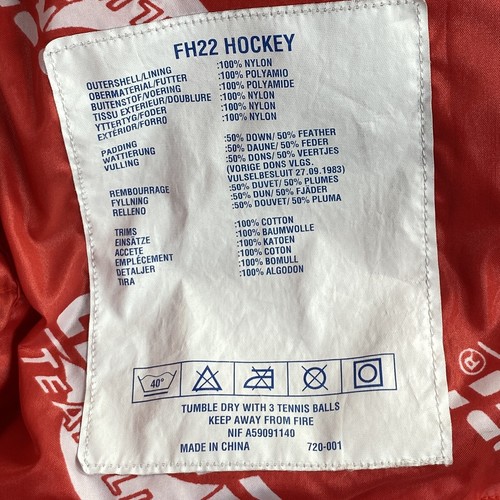 FH22 HOCKEY
OUTERSHELL/LINING :100% NYLON
OBERMATERIAL/FUTTER :100% POLYAMIO
BUITENSTOF/VOERING :100% POLYAMIDE
TISSU EXTERIEUR/DOUBLURE :100% NYLON
YTTERTYG/FODER :100% NYLON
EXTERIOR/FORRO :100% NYLON
PADDING :50% DOWN/ 50% FEATHER
WATTIERUNG :50% DAUNE/ 50% FEDER
VULLING :50% DONS/ 50% VEERTJES
(VORIGE DONS VLGS.
VULSELBESLUIT 27.09.1983)
REMBOURRAGE :50% DUVET/ 50% PLUMES
FYLLNING :50% DUN/ 50% FJÄDER
RELLENO :50% DOUVET/ 50% PLUMA
TRIMS :100% COTTON
EINSÄTZE :100% BAUMWOLLE
ACCETE :100% KATOEN
EMPLÈCEMENT :100% COTON
DETALJER :100% BOMULL
TIRA :100% ALGODON
40°
TUMBLE DRY WITH 3 TENNIS BALLS
KEEP AWAY FROM FIRE
NIF A59091140
MADE IN CHINA 720-001
TEA